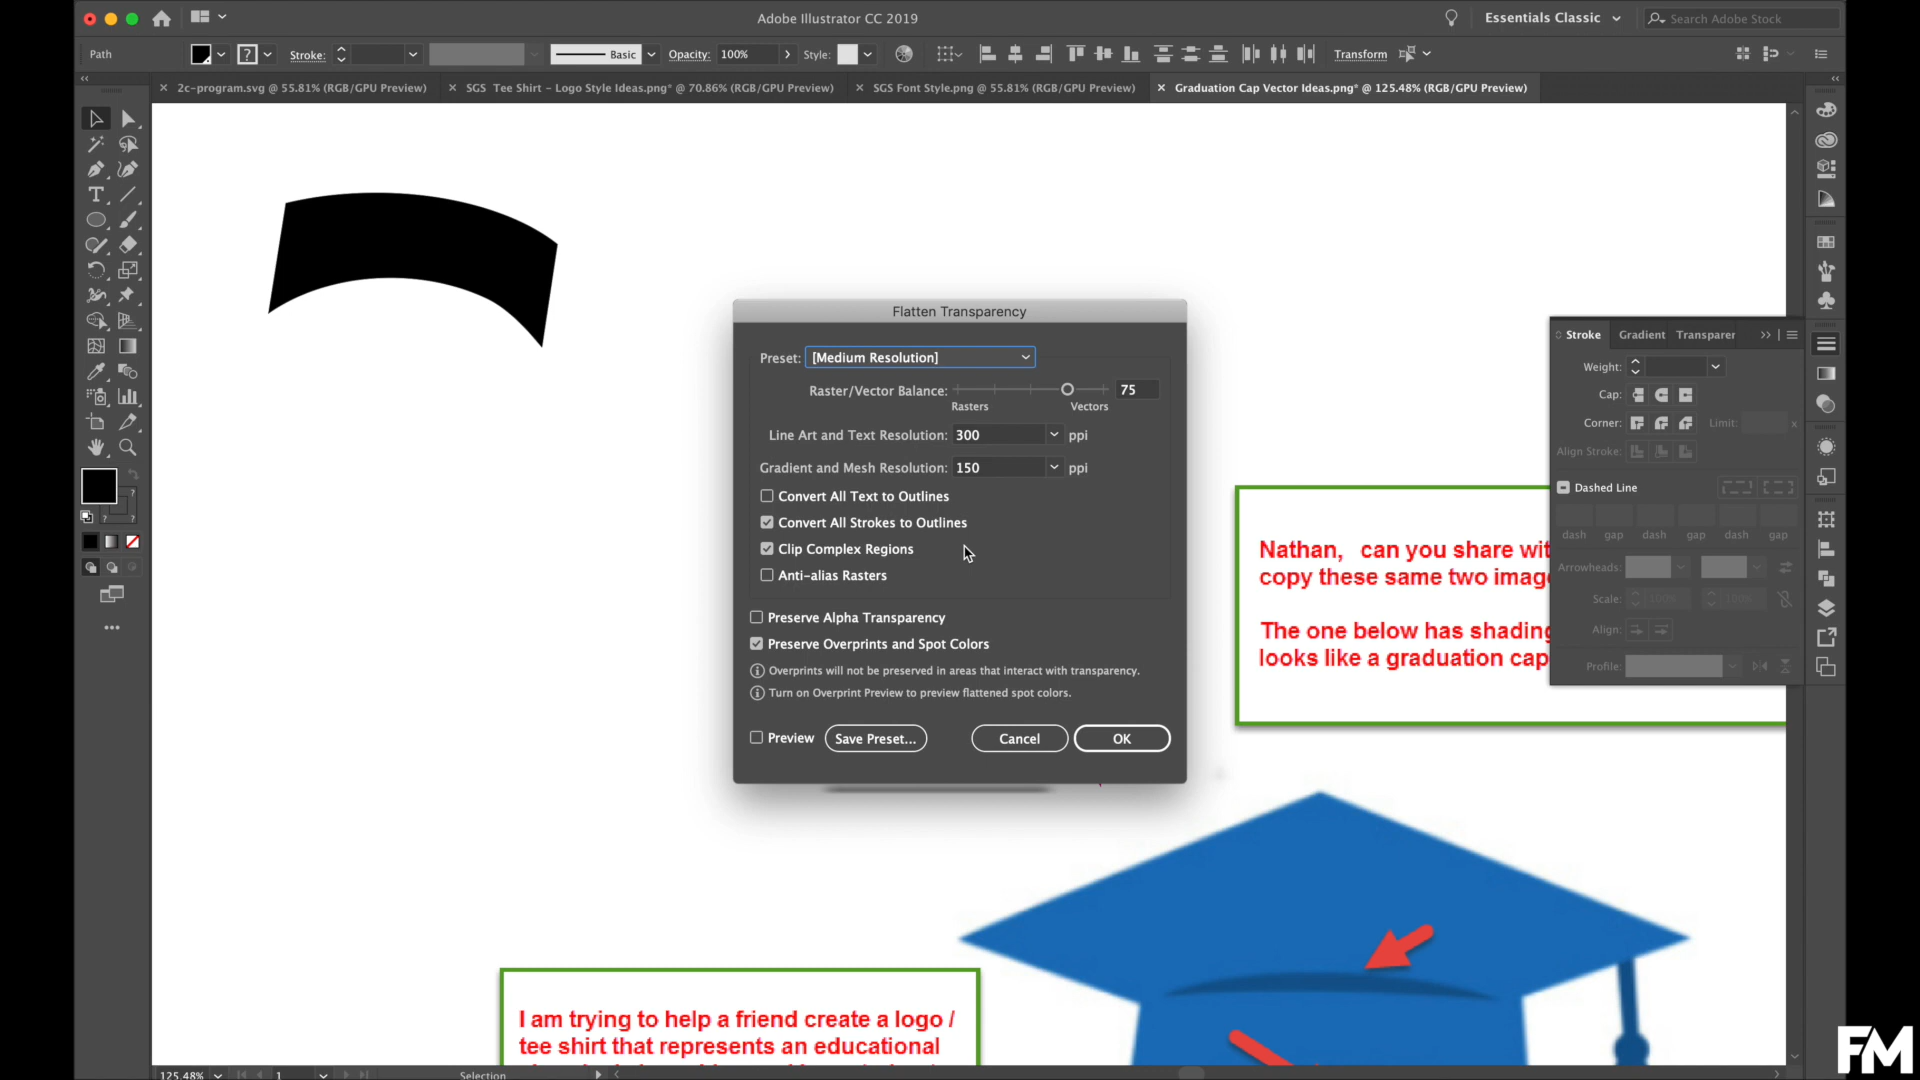 Adobe Illustrator CC 2019
Essentials Classic
Search Adobe Stock
Path
Stroke:
Basic
Opacity: 100%
Style:
Transform
2c-program.svg @ 55.81% (RGB/GPU Preview)
SGS Tee Shirt - Logo Style Ideas.png* @ 70.86% (RGB/GPU Preview)
SGS Font Style.png @ 55.81% (RGB/GPU Preview)
Graduation Cap Vector Ideas.png* @ 125.48% (RGB/GPU Preview)
Flatten Transparency
Preset: [Medium Resolution]
Raster/Vector Balance: 75
Rasters Vectors
Line Art and Text Resolution: 300 ppi
Gradient and Mesh Resolution: 150 ppi
Convert All Text to Outlines
Convert All Strokes to Outlines
Clip Complex Regions
Anti-alias Rasters
Preserve Alpha Transparency
Preserve Overprints and Spot Colors
Overprints will not be preserved in areas that interact with transparency.
Turn on Overprint Preview to preview flattened spot colors.
Preview Save Preset... Cancel OK
Stroke Gradient Transparer
Weight:
Cap:
Corner: Limit: x
Align Stroke:
Dashed Line
dash gap dash gap dash gap
Arrowheads:
Scale: 100% 100%
Align:
Profile:
Nathan, can you share wit
copy these same two image
The one below has shading
looks like a graduation cap
I am trying to help a friend create a logo /
tee shirt that represents an educational
125.48% 1 Selection
FM